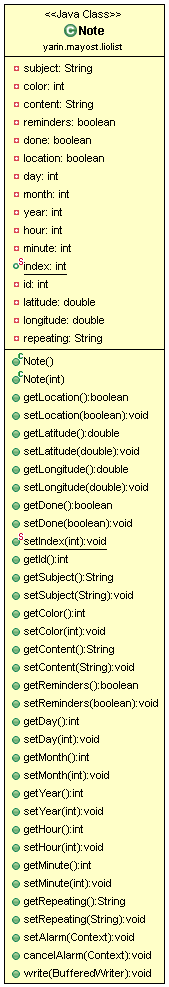 <<Java Class>>
Note
yarin.mayost.liolist
subject: String
color: int
content: String
reminders: boolean
done: boolean
location: boolean
day: int
month: int
year: int
hour: int
minute: int
index: int
id: int
latitude: double
longitude: double
repeating: String
Note()
Note(int)
getLocation():boolean
setLocation(boolean):void
getLatitude():double
setLatitude(double):void
getLongitude():double
setLongitude(double):void
getDone():boolean
setDone(boolean):void
setIndex(int):void
getId():int
getSubject():String
setSubject(String):void
getColor():int
setColor(int):void
getContent():String
setContent(String):void
getReminders():boolean
setReminders(boolean):void
getDay():int
setDay(int):void
getMonth():int
setMonth(int):void
getYear():int
setYear(int):void
getHour():int
setHour(int):void
getMinute():int
setMinute(int):void
getRepeating():String
setRepeating(String):void
setAlarm(Context):void
cancelAlarm(Context):void
write(BufferedWriter):void